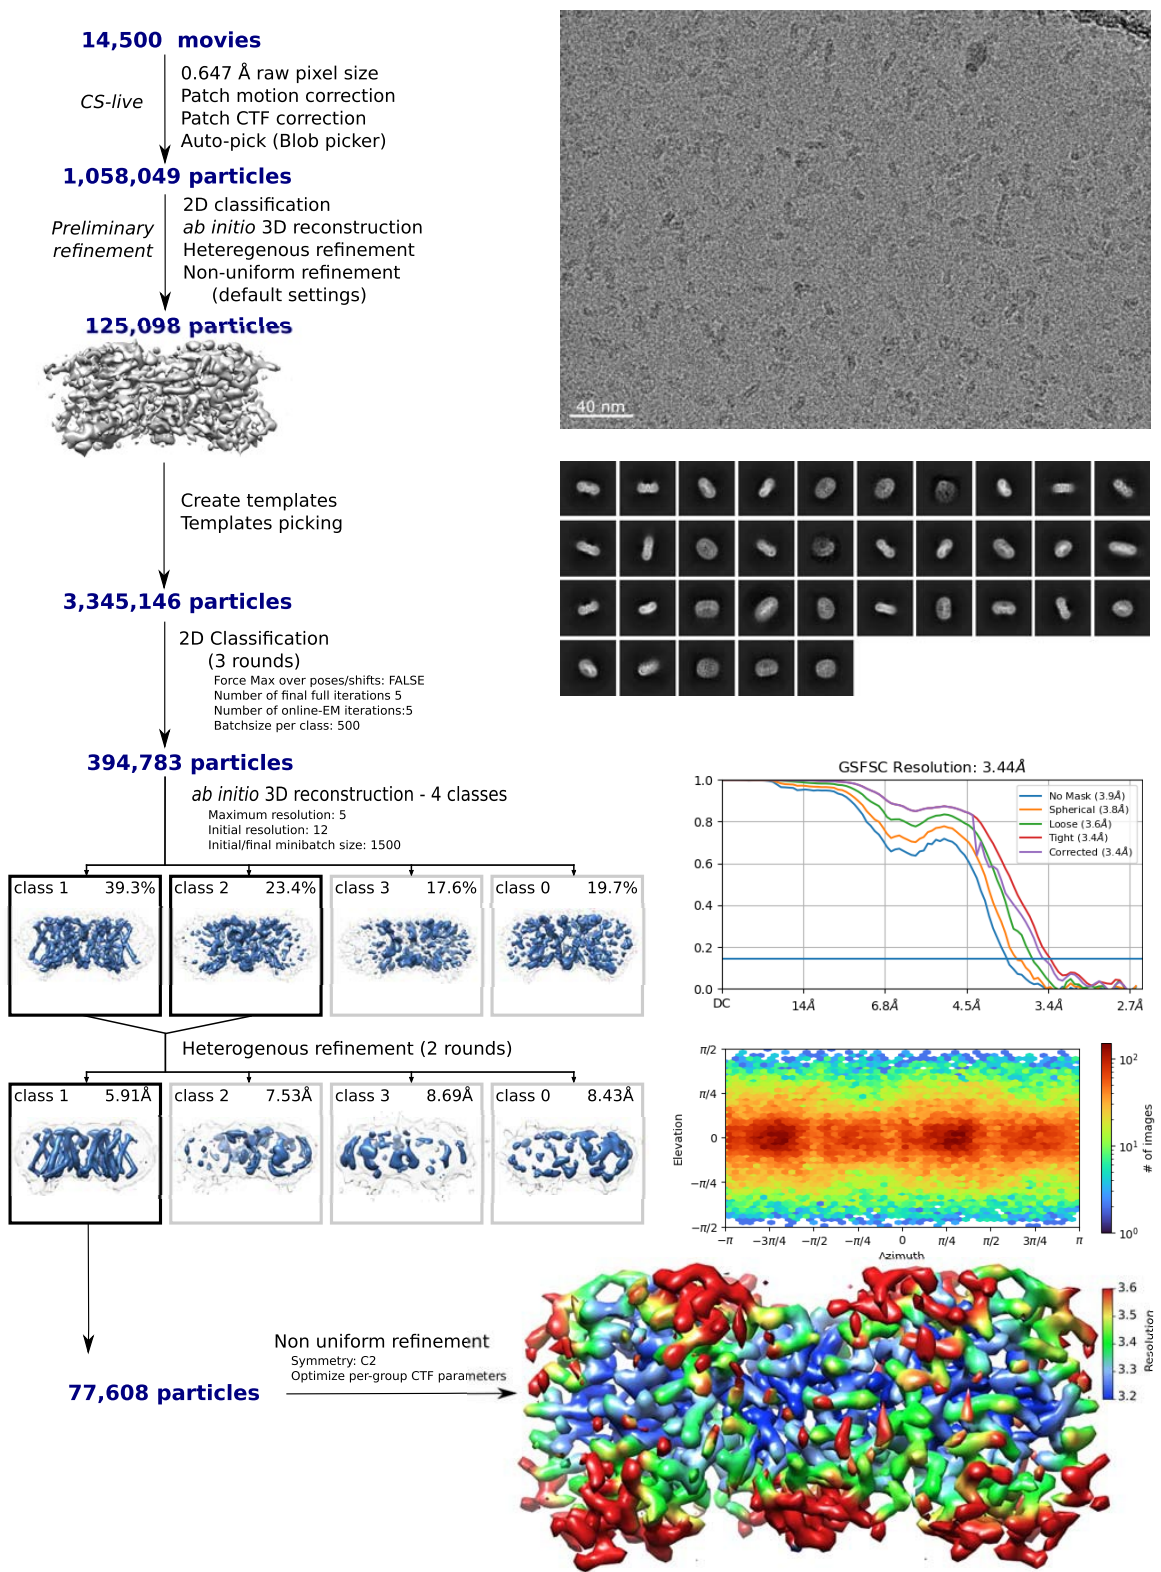 14,500 movies
CS-live
0.647 Å raw pixel size
Patch motion correction
Patch CTF correction
Auto-pick (Blob picker)
1,058,049 particles
Preliminary
refinement
2D classification
ab initio 3D reconstruction
Heteregenous refinement
Non-uniform refinement
(default settings)
125,098 particles
Create templates
Templates picking
3,345,146 particles
2D Classification
(3 rounds)
Force Max over poses/shifts: FALSE
Number of final full iterations 5
Number of online-EM iterations:5
Batchsize per class: 500
394,783 particles
ab initio 3D reconstruction - 4 classes
Maximum resolution: 5
Initial resolution: 12
Initial/final minibatch size: 1500
class 1 39.3%
class 2 23.4%
class 3 17.6%
class 0 19.7%
Heterogenous refinement (2 rounds)
class 1 5.91Å
class 2 7.53Å
class 3 8.69Å
class 0 8.43Å
77,608 particles
Non uniform refinement
Symmetry: C2
Optimize per-group CTF parameters
40 nm
GSFSC Resolution: 3.44Å
1.0
0.8
0.6
0.4
0.2
0.0
DC 14Å 6.8Å 4.5Å 3.44Å 2.7Å
No Mask (3.9Å)
Spherical (3.8Å)
Loose (3.6Å)
Tight (3.4Å)
Corrected (3.4Å)
Elevation
π/2
π/4
0
−π/4
−π/2
−π −3π/4 −π/2 −π/4 0 π/4 π/2 3π/4 π
Azimuth
10²
10¹
10⁰
# of images
3.6
3.5
3.4
3.3
3.2
Resolution